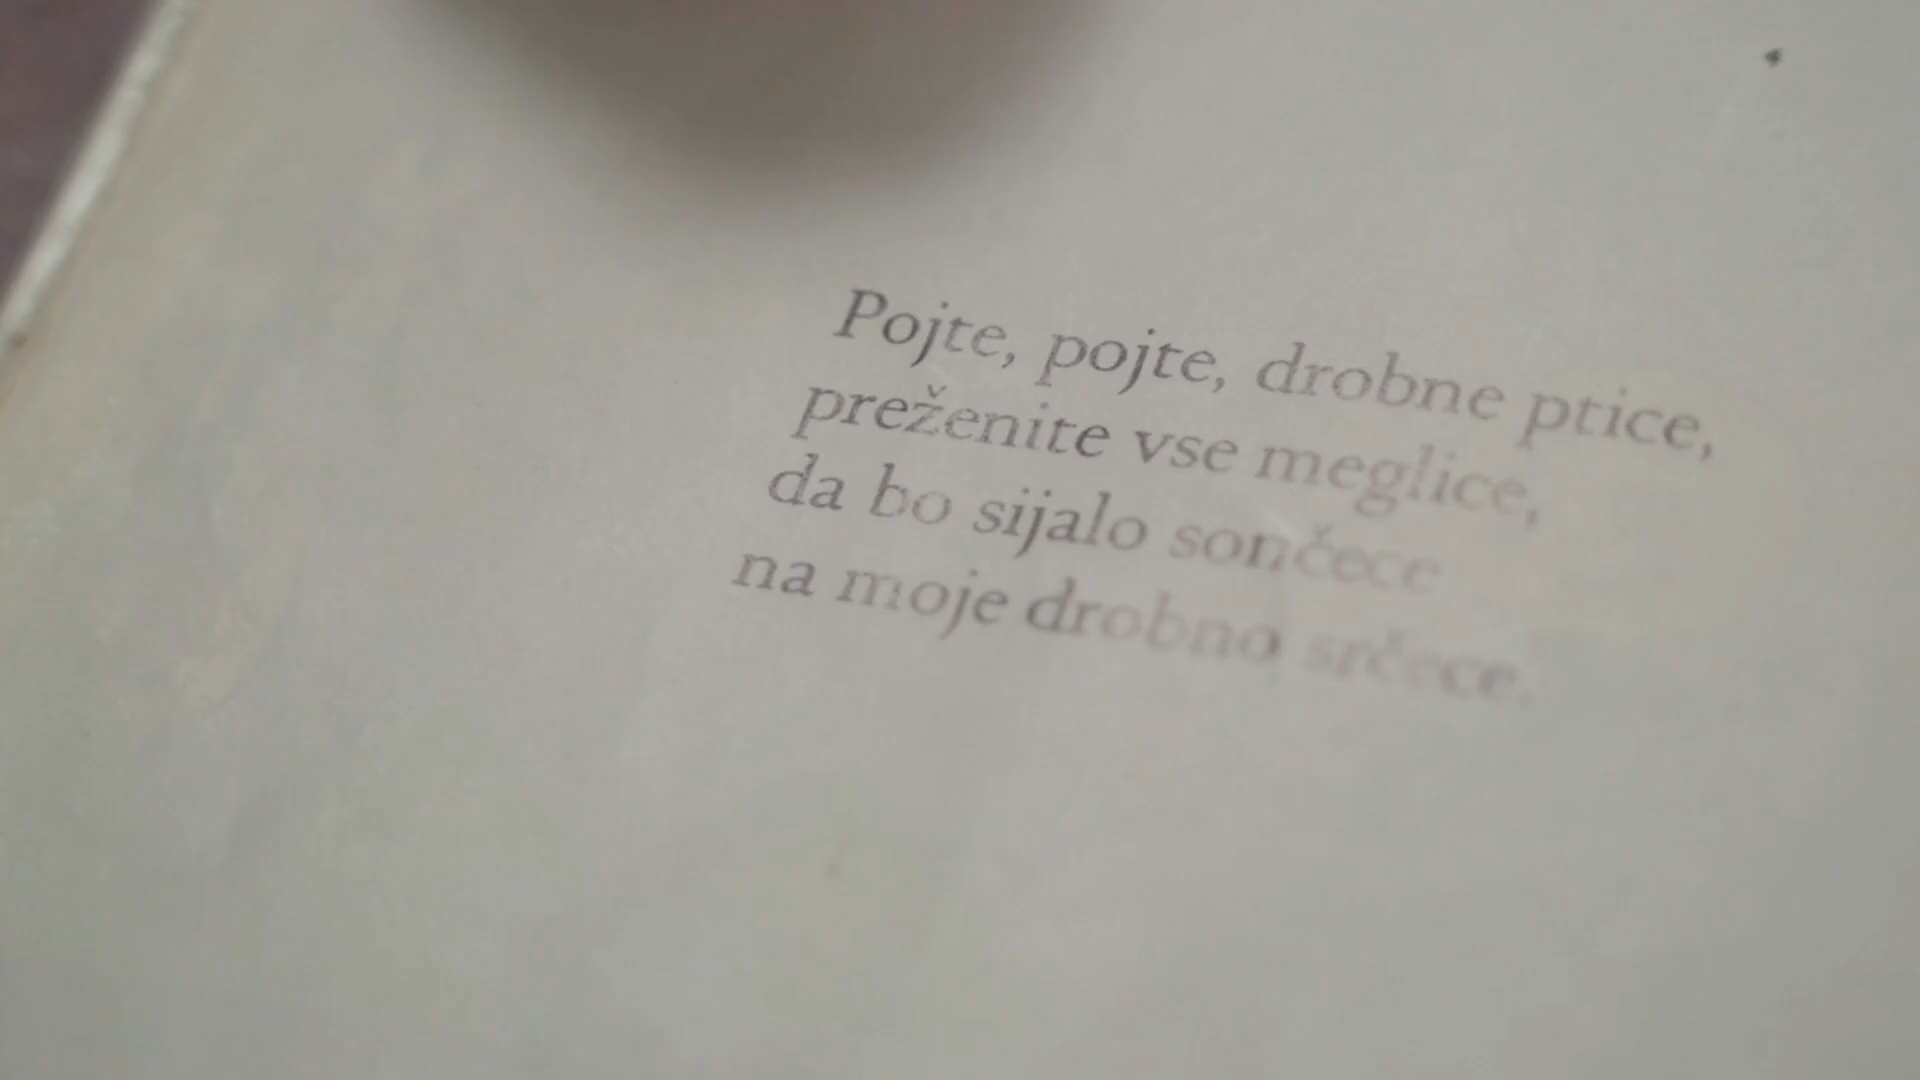 Pojte, pojte, drobne ptice,
preženite vse meglice,
da bo sijalo sončece
na moje drobno srčece.